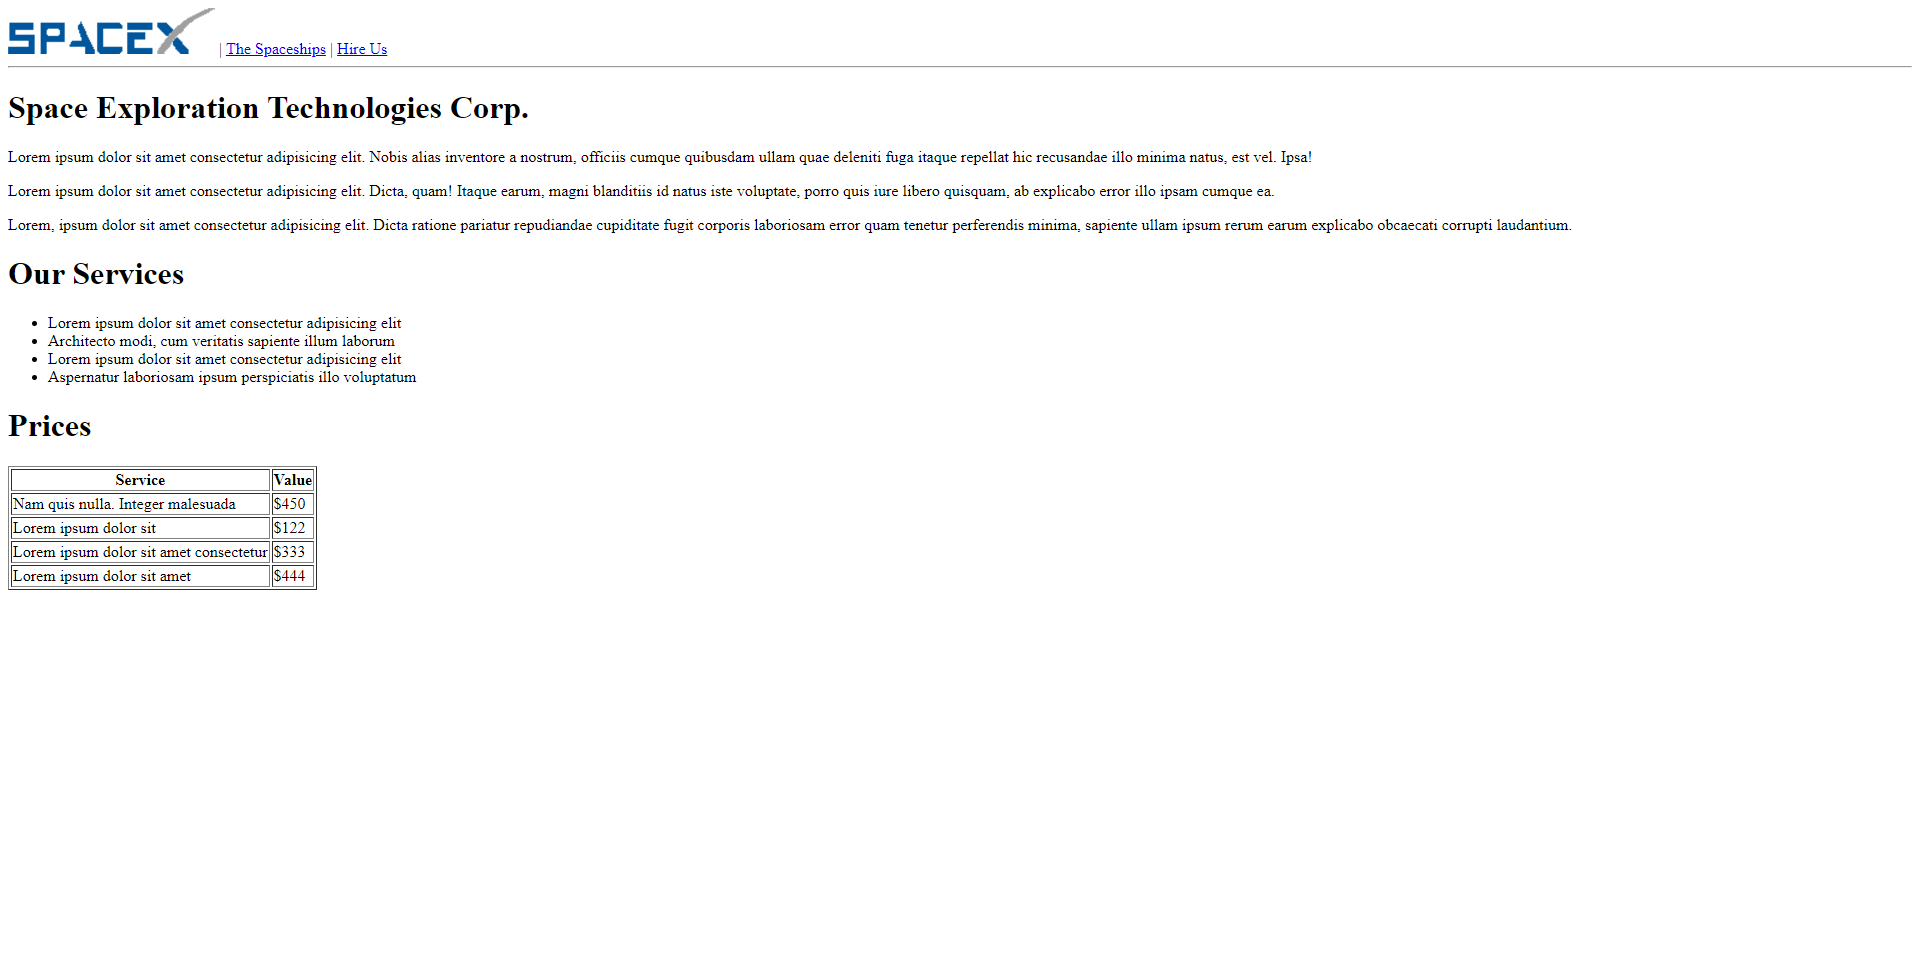 SPACEX | The Spaceships | Hire Us
Space Exploration Technologies Corp.
Lorem ipsum dolor sit amet consectetur adipisicing elit. Nobis alias inventore a nostrum, officiis cumque quibusdam ullam quae deleniti fuga itaque repellat hic recusandae illo minima natus, est vel. Ipsa!
Lorem ipsum dolor sit amet consectetur adipisicing elit. Dicta, quam! Itaque earum, magni blanditiis id natus iste voluptate, porro quis iure libero quisquam, ab explicabo error illo ipsam cumque ea.
Lorem, ipsum dolor sit amet consectetur adipisicing elit. Dicta ratione pariatur repudiandae cupiditate fugit corporis laboriosam error quam tenetur perferendis minima, sapiente ullam ipsum rerum earum explicabo obcaecati corrupti laudantium.
Our Services
• Lorem ipsum dolor sit amet consectetur adipisicing elit
• Architecto modi, cum veritatis sapiente illum laborum
• Lorem ipsum dolor sit amet consectetur adipisicing elit
• Aspernatur laboriosam ipsum perspiciatis illo voluptatum
Prices
Service Value
Nam quis nulla. Integer malesuada $450
Lorem ipsum dolor sit $122
Lorem ipsum dolor sit amet consectetur $333
Lorem ipsum dolor sit amet $444